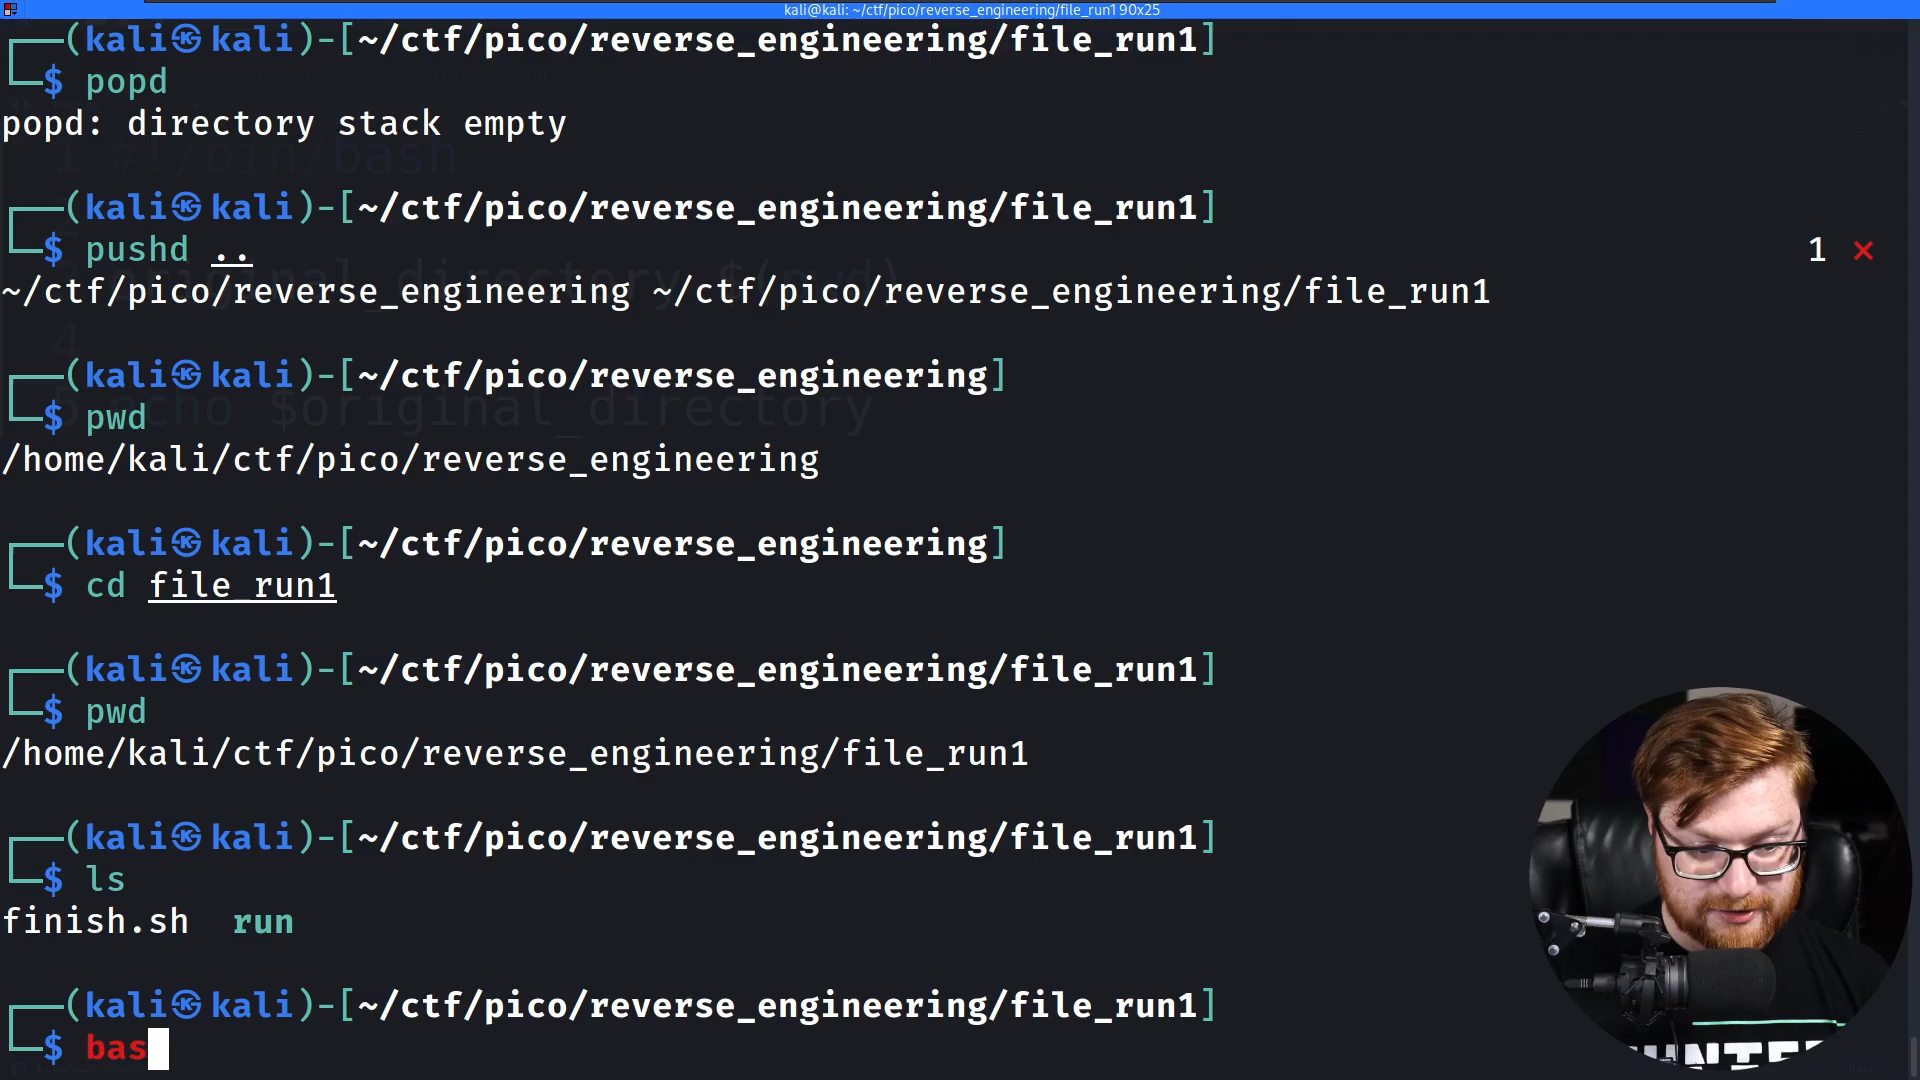 kali@kali: ~/ctf/pico/reverse_engineering/file_run1 90x25
┌──(kali㉿kali)-[~/ctf/pico/reverse_engineering/file_run1]
└─$ popd
popd: directory stack empty
#!/bin/bash
┌──(kali㉿kali)-[~/ctf/pico/reverse_engineering/file_run1]
└─$ pushd ..
1 ✕
~/ctf/pico/reverse_engineering ~/ctf/pico/reverse_engineering/file_run1
┌──(kali㉿kali)-[~/ctf/pico/reverse_engineering]
└─$ pwd
echo $original_directory
/home/kali/ctf/pico/reverse_engineering
┌──(kali㉿kali)-[~/ctf/pico/reverse_engineering]
└─$ cd file_run1
┌──(kali㉿kali)-[~/ctf/pico/reverse_engineering/file_run1]
└─$ pwd
/home/kali/ctf/pico/reverse_engineering/file_run1
┌──(kali㉿kali)-[~/ctf/pico/reverse_engineering/file_run1]
└─$ ls
finish.sh run
┌──(kali㉿kali)-[~/ctf/pico/reverse_engineering/file_run1]
└─$ bas